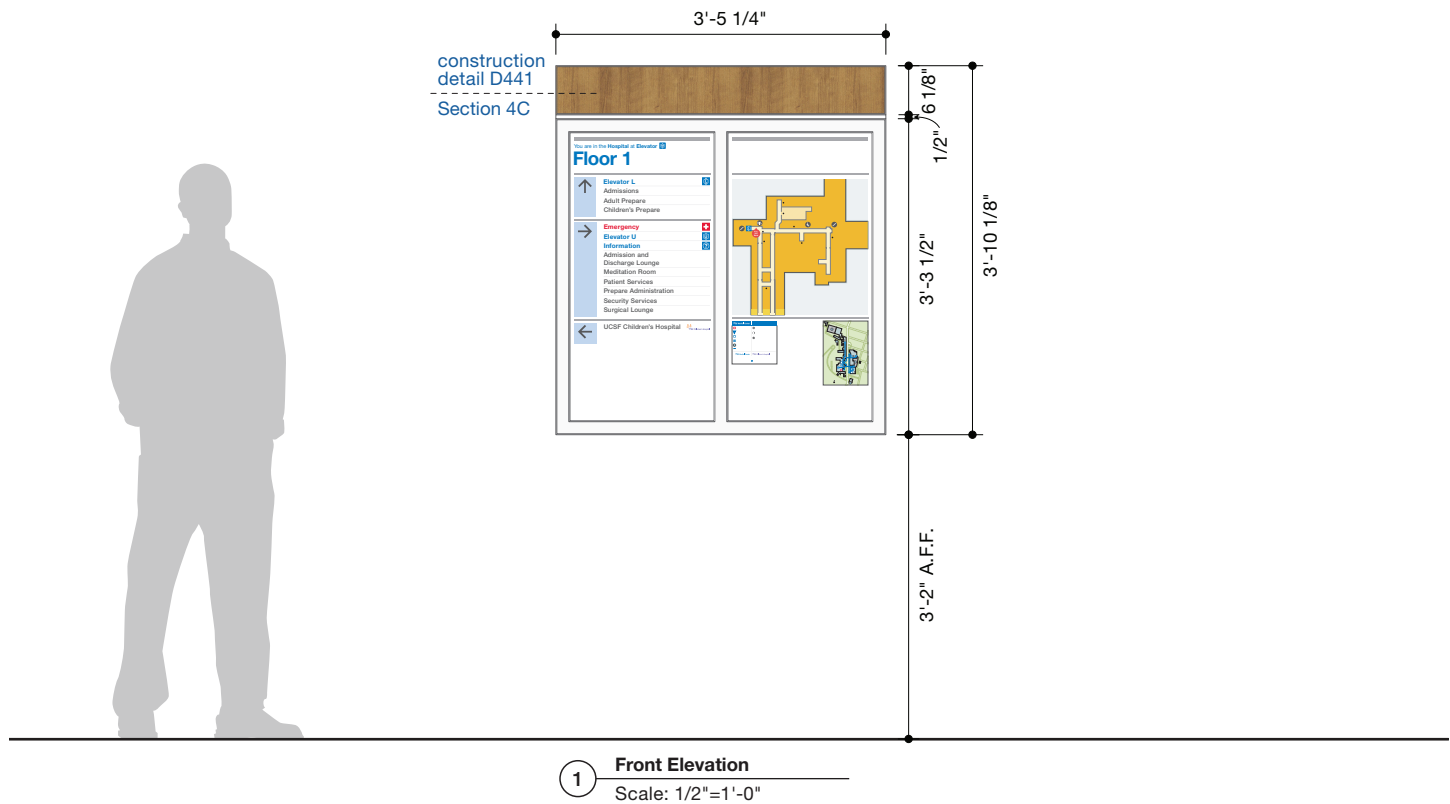 3'-5 1/4"
construction
detail D441
Section 4C
6 1/8"
1/2"
3'-3 1/2"
3'-10 1/8"
3'-2" A.F.F.
You are in the Hospital at Elevator
Floor 1
Elevator L
Admissions
Adult Prepare
Children's Prepare
Emergency
Elevator U
Information
Admission and
Discharge Lounge
Meditation Room
Patient Services
Prepare Administration
Security Services
Surgical Lounge
UCSF Children's Hospital
1
Front Elevation
Scale: 1/2"=1'-0"